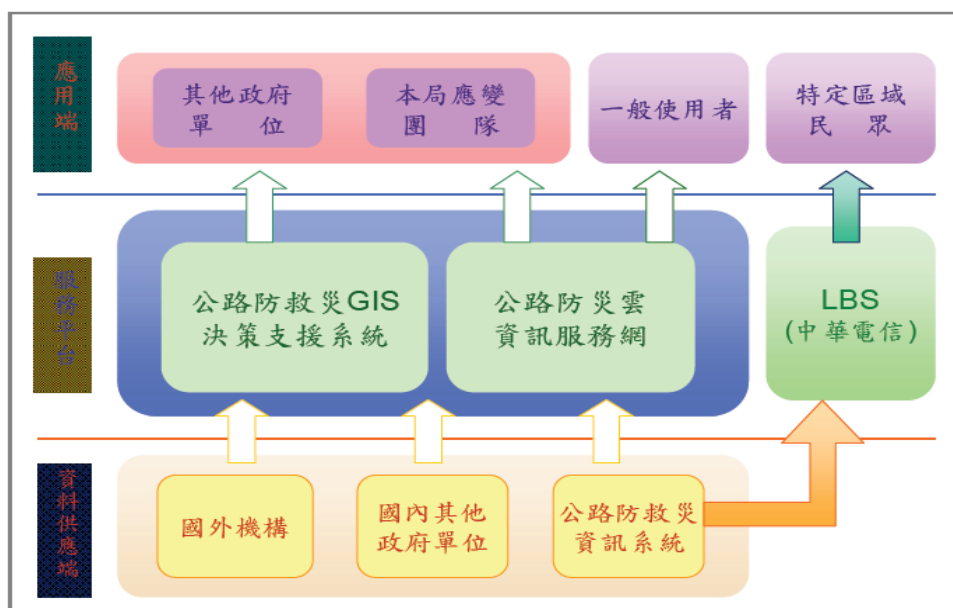 應用端
其他政府
單位
本局應變
團隊
一般使用者
特定區域
民眾
服務平台
公路防救災GIS
決策支援系統
公路防災雲
資訊服務網
LBS
(中華電信)
資料供應端
國外機構
國內其他
政府單位
公路防救災
資訊系統